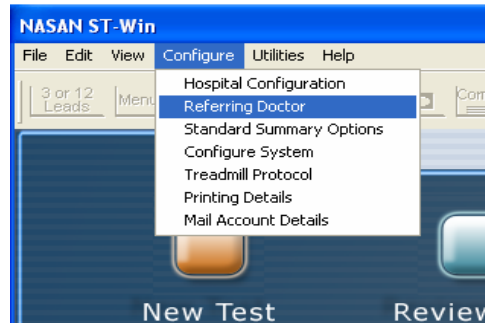 NASAN ST-Win
File Edit View Configure Utilities Help
3 or 12
Leads
Hospital Configuration
Referring Doctor
Standard Summary Options
Configure System
Treadmill Protocol
Printing Details
Mail Account Details
New Test